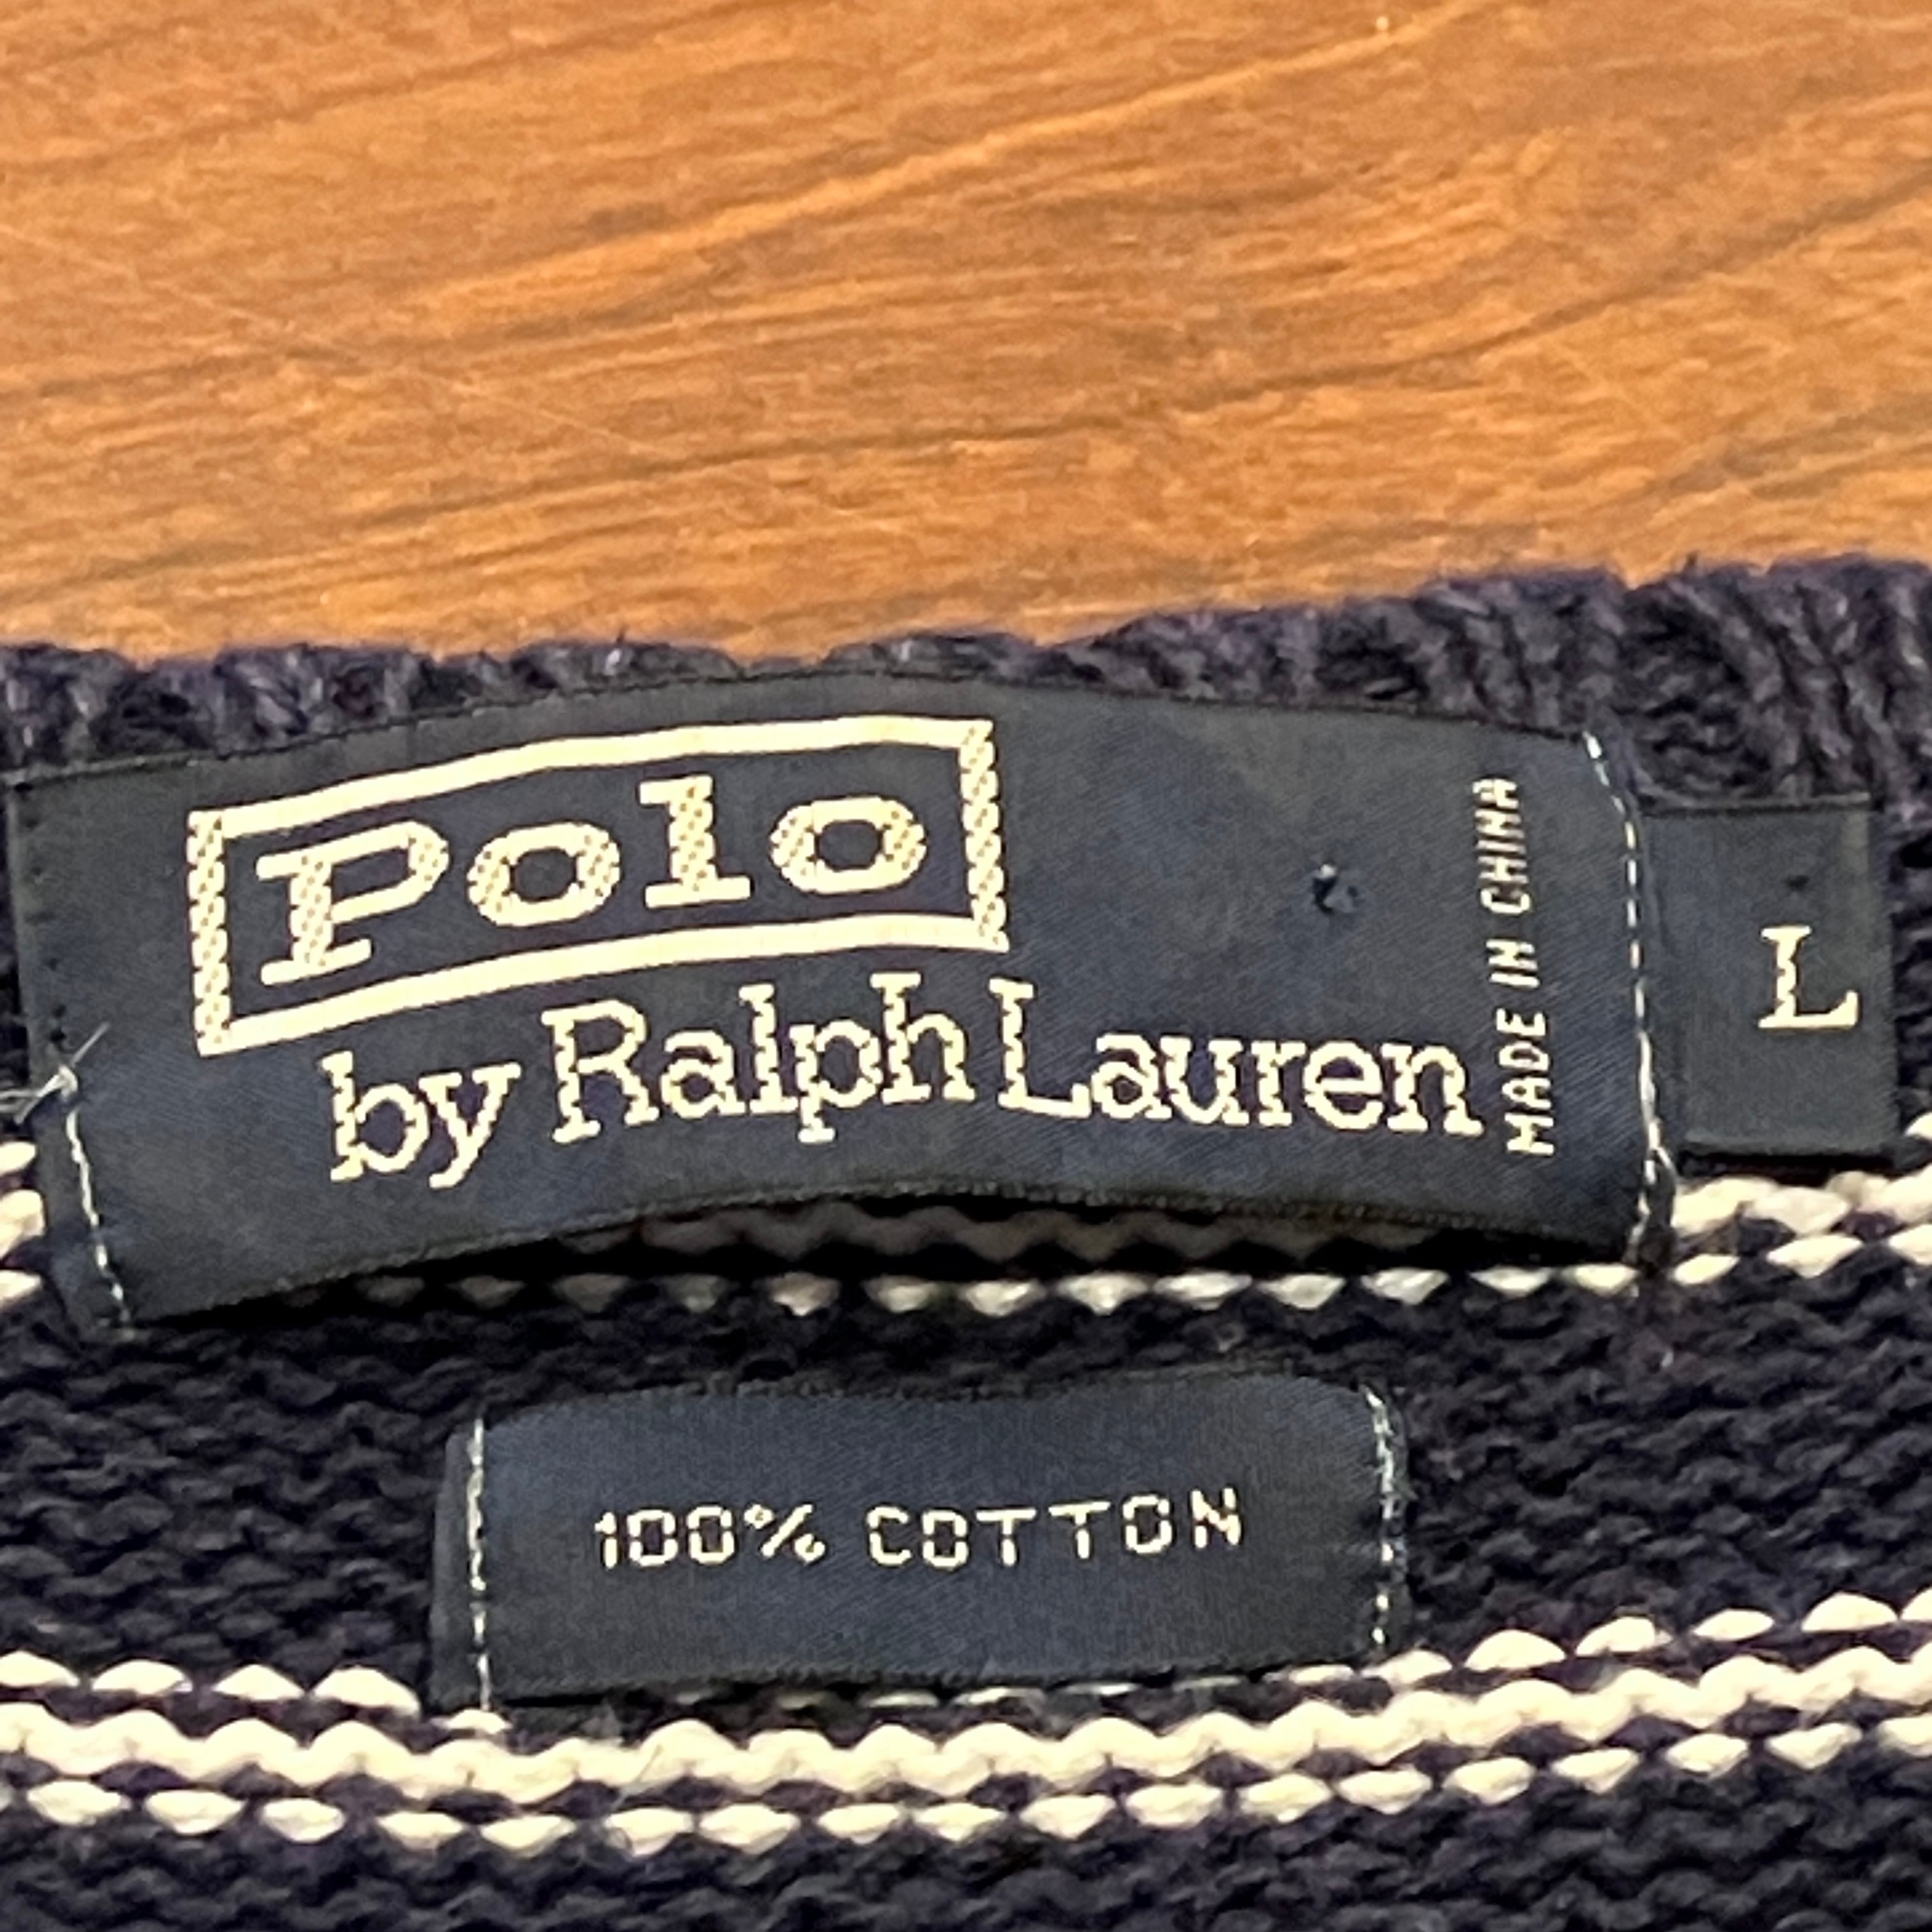 Polo
by Ralph Lauren
MADE IN CHINA
L
100% COTTON